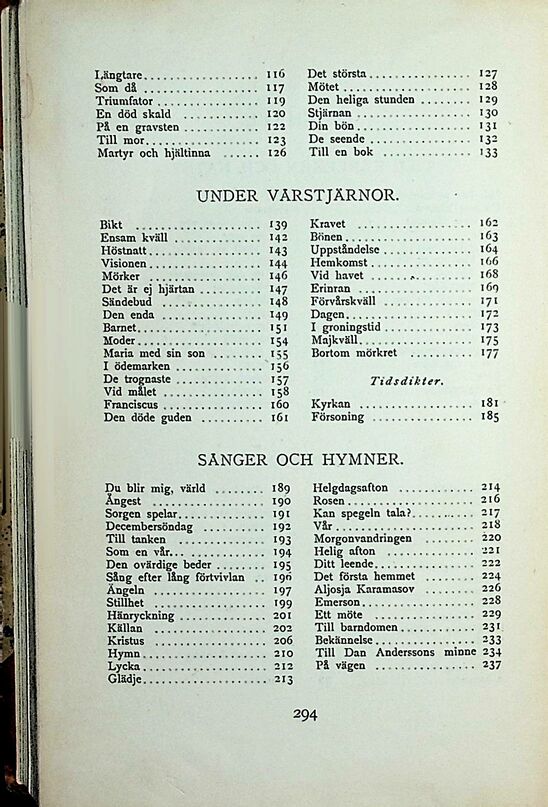 Längtare . . . . . . . . . . . . . . . . . 116
Som då . . . . . . . . . . . . . . . . . 117
Triumfator . . . . . . . . . . . . . . . 119
En död skald . . . . . . . . . . . . . 120
På en gravsten . . . . . . . . . . . 122
Till mor . . . . . . . . . . . . . . . . . 123
Martyr och hjältinna . . . . . . 126
Det största . . . . . . . . . . . . . . . 127
Mötet . . . . . . . . . . . . . . . . . . . 128
Den heliga stunden . . . . . . . . 129
Stjärnan . . . . . . . . . . . . . . . . . 130
Din bön . . . . . . . . . . . . . . . . . 131
De seende . . . . . . . . . . . . . . . 132
Till en bok . . . . . . . . . . . . . . 133
UNDER VÅRSTJÄRNOR.
Bikt . . . . . . . . . . . . . . . . . . . 139
Ensam kväll . . . . . . . . . . . . . 142
Höstnatt . . . . . . . . . . . . . . . . 143
Visionen . . . . . . . . . . . . . . . . 144
Mörker . . . . . . . . . . . . . . . . . 146
Det är ej hjärtan . . . . . . . . . 147
Sändebud . . . . . . . . . . . . . . . 148
Den enda . . . . . . . . . . . . . . . 149
Barnet . . . . . . . . . . . . . . . . . . 151
Moder . . . . . . . . . . . . . . . . . . 154
Maria med sin son . . . . . . . 155
I ödemarken . . . . . . . . . . . . . 156
De trognaste . . . . . . . . . . . . . 157
Vid målet . . . . . . . . . . . . . . . 158
Franciscus . . . . . . . . . . . . . . . 160
Den döde guden . . . . . . . . . . 161
Kravet . . . . . . . . . . . . . . . . . 162
Bönen . . . . . . . . . . . . . . . . . . 163
Uppståndelse . . . . . . . . . . . . . 164
Hemkomst . . . . . . . . . . . . . . . 166
Vid havet . . . . . . . . . . . . . . . 168
Erinran . . . . . . . . . . . . . . . . . 169
Förvårskväll . . . . . . . . . . . . . 171
Dagen . . . . . . . . . . . . . . . . . . 172
I groningstid . . . . . . . . . . . . . 173
Majkväll . . . . . . . . . . . . . . . . 175
Bortom mörkret . . . . . . . . . . 177
Tidsdikter.
Kyrkan . . . . . . . . . . . . . . . . . 181
Försoning . . . . . . . . . . . . . . . 185
SÅNGER OCH HYMNER.
Du blir mig, värld . . . . . . . . 189
Ångest . . . . . . . . . . . . . . . . . 190
Sorgen spelar . . . . . . . . . . . . . 191
Decembersöndag . . . . . . . . . . 192
Till tanken . . . . . . . . . . . . . . 193
Som en vår... . . . . . . . . . . . . 194
Den ovärdige beder . . . . . . . . 195
Sång efter lång förtvivlan . . 196
Ängeln . . . . . . . . . . . . . . . . . 197
Stillhet . . . . . . . . . . . . . . . . . 199
Hänryckning . . . . . . . . . . . . . 201
Källan . . . . . . . . . . . . . . . . . 202
Kristus . . . . . . . . . . . . . . . . . 206
Hymn . . . . . . . . . . . . . . . . . . 210
Lycka . . . . . . . . . . . . . . . . . . 212
Glädje . . . . . . . . . . . . . . . . . . 213
Helgdagsafton . . . . . . . . . . . . 214
Rosen . . . . . . . . . . . . . . . . . . 216
Kan spegeln tala? . . . . . . . . . 217
Vår . . . . . . . . . . . . . . . . . . . . 218
Morgonvandringen . . . . . . . . 220
Helig afton . . . . . . . . . . . . . . 221
Ditt leende . . . . . . . . . . . . . . . 222
Det första hemmet . . . . . . . . 224
Aljosja Karamasov . . . . . . . . 226
Emerson . . . . . . . . . . . . . . . . 228
Ett möte . . . . . . . . . . . . . . . . 229
Till barndomen . . . . . . . . . . . 231
Bekännelse . . . . . . . . . . . . . . . 233
Till Dan Anderssons minne 234
På vägen . . . . . . . . . . . . . . . 237
294